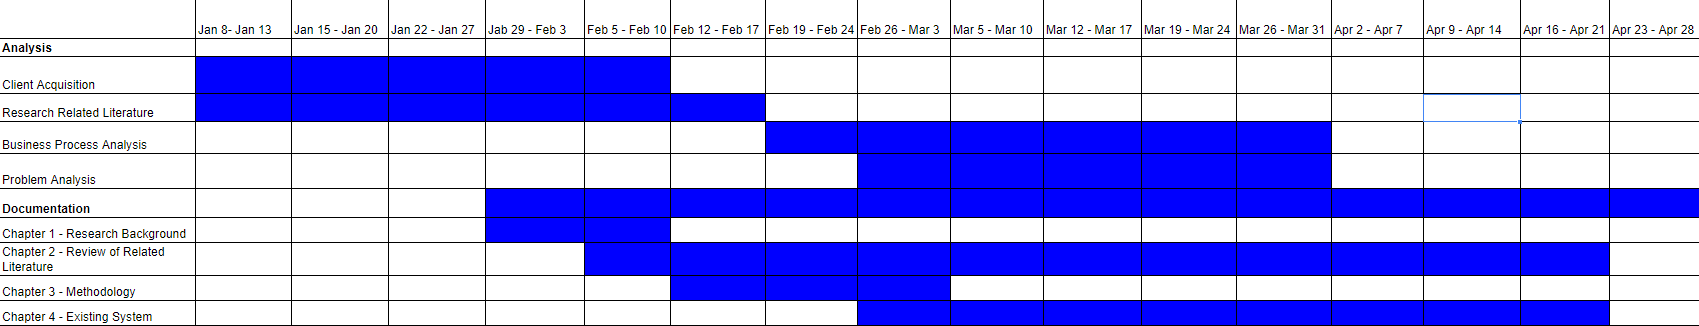 Jan 8- Jan 13 Jan 15 - Jan 20 Jan 22 - Jan 27 Jab 29 - Feb 3 Feb 5 - Feb 10 Feb 12 - Feb 17 Feb 19 - Feb 24 Feb 26 - Mar 3 Mar 5 - Mar 10 Mar 12 - Mar 17 Mar 19 - Mar 24 Mar 26 - Mar 31 Apr 2 - Apr 7 Apr 9 - Apr 14 Apr 16 - Apr 21 Apr 23 - Apr 28
Analysis
Client Acquisition
Research Related Literature
Business Process Analysis
Problem Analysis
Documentation
Chapter 1 - Research Background
Chapter 2 - Review of Related
Literature
Chapter 3 - Methodology
Chapter 4 - Existing System